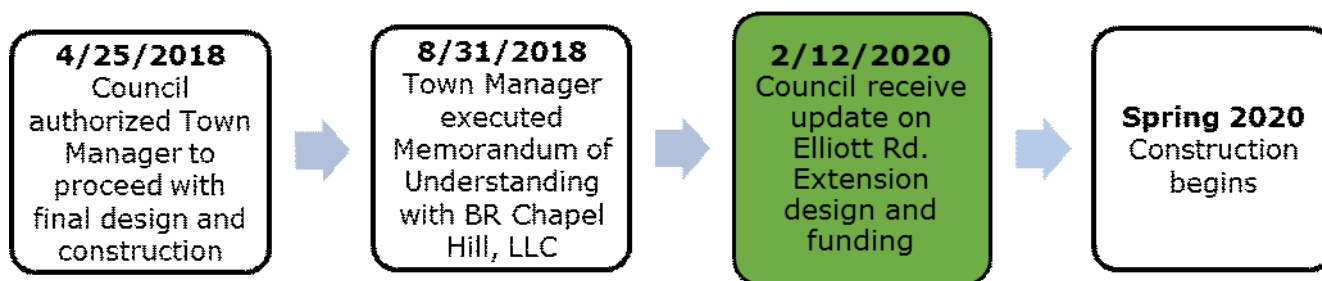 4/25/2018
Council
authorized Town
Manager to
proceed with
final design and
construction
8/31/2018
Town Manager
executed
Memorandum of
Understanding
with BR Chapel
Hill, LLC
2/12/2020
Council receive
update on
Elliott Rd.
Extension
design and
funding
Spring 2020
Construction
begins